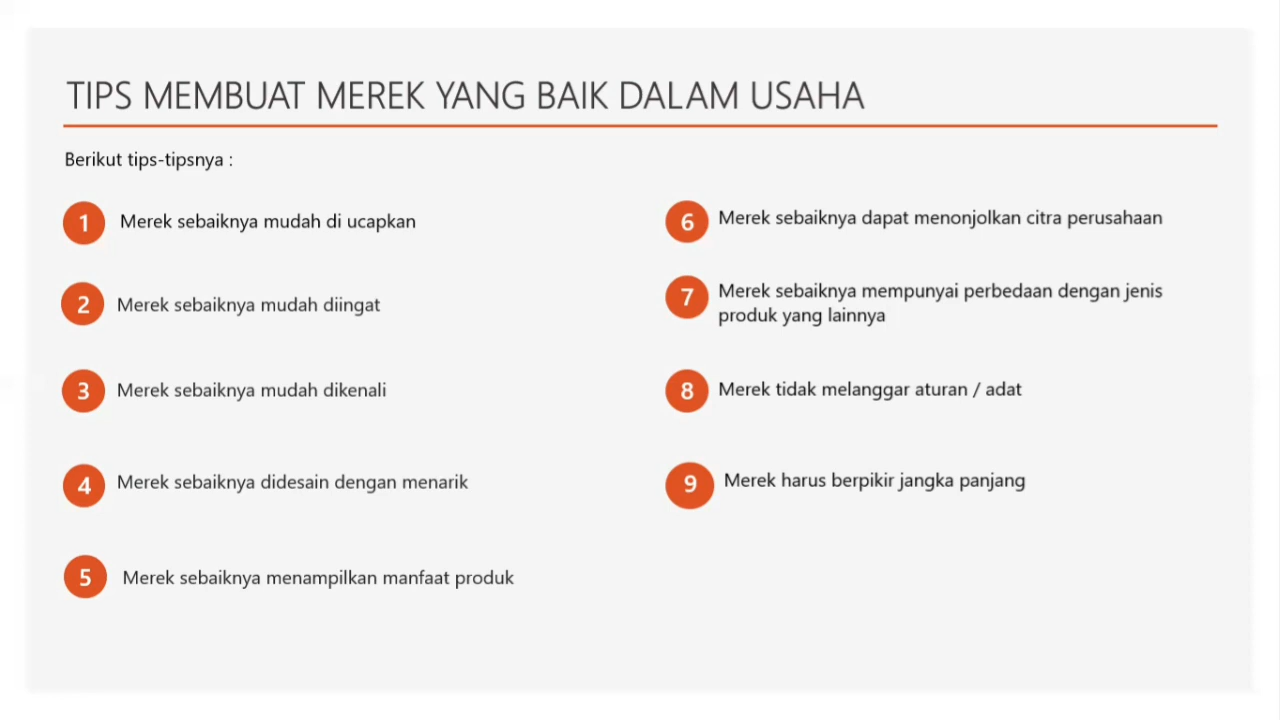 TIPS MEMBUAT MEREK YANG BAIK DALAM USAHA
Berikut tips-tipsnya :
1 Merek sebaiknya mudah di ucapkan
2 Merek sebaiknya mudah diingat
3 Merek sebaiknya mudah dikenali
4 Merek sebaiknya didesain dengan menarik
5 Merek sebaiknya menampilkan manfaat produk
6 Merek sebaiknya dapat menonjolkan citra perusahaan
7 Merek sebaiknya mempunyai perbedaan dengan jenis
produk yang lainnya
8 Merek tidak melanggar aturan / adat
9 Merek harus berpikir jangka panjang